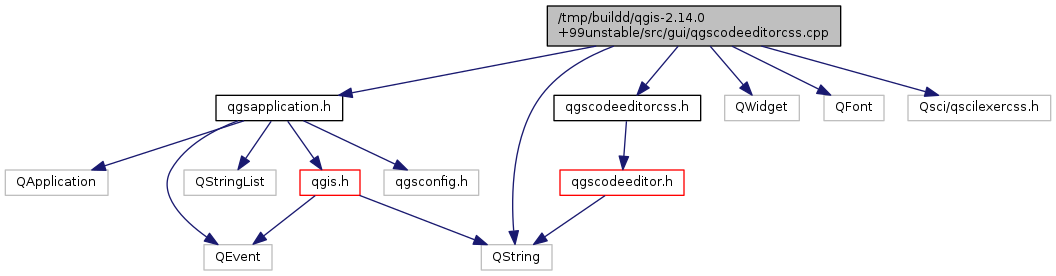 /tmp/buildd/qgis-2.14.0
+99unstable/src/gui/qgscodeeditorcss.cpp
qgsapplication.h
qgscodeeditorcss.h
QWidget
QFont
Qsci/qscilexercss.h
QApplication
QStringList
qgis.h
qgsconfig.h
qgscodeeditor.h
QEvent
QString